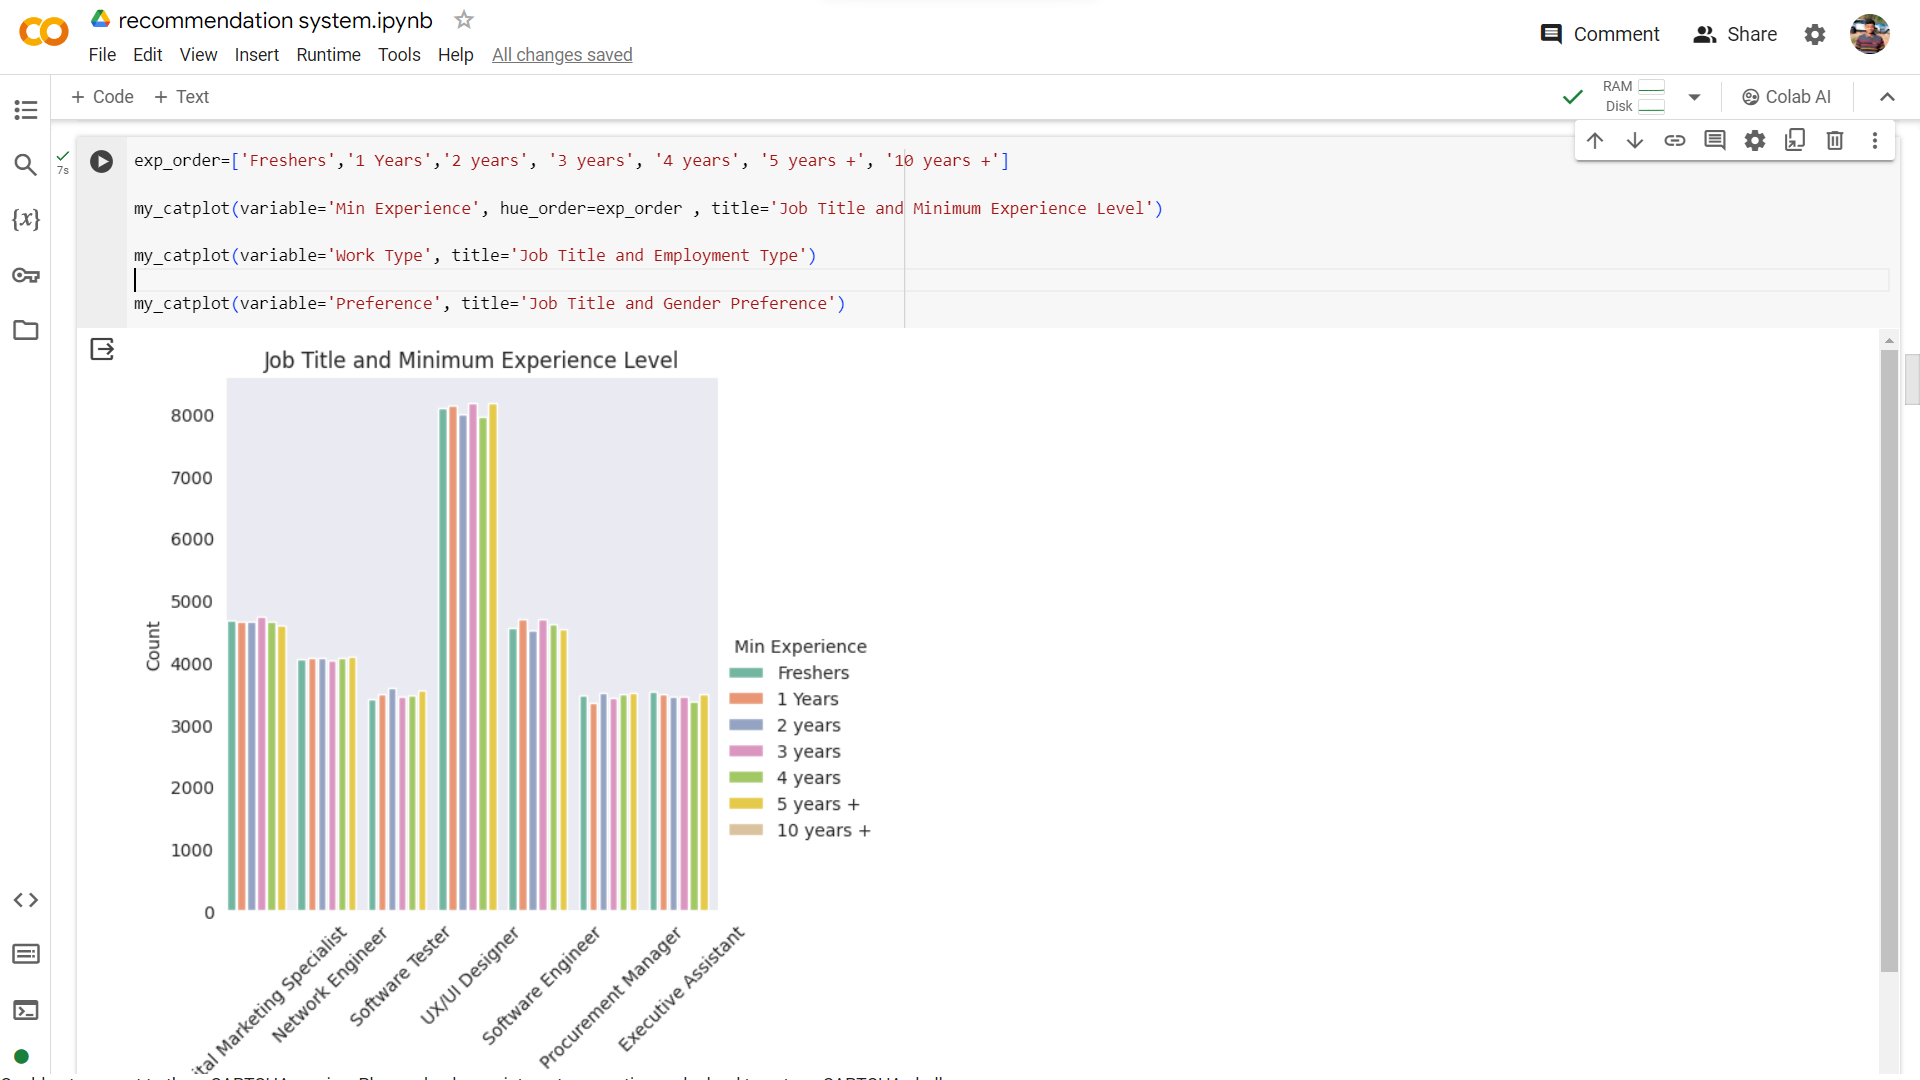 recommendation system.ipynb
File Edit View Insert Runtime Tools Help All changes saved
Comment Share
+ Code + Text
RAM
Disk
Colab AI
7s
exp_order=['Freshers','1 Years','2 years', '3 years', '4 years', '5 years +', '10 years +']
my_catplot(variable='Min Experience', hue_order=exp_order , title='Job Title and Minimum Experience Level')
my_catplot(variable='Work Type', title='Job Title and Employment Type')
my_catplot(variable='Preference', title='Job Title and Gender Preference')
{x}
Job Title and Minimum Experience Level
8000
7000
6000
5000
4000
3000
2000
1000
0
Count
Min Experience
Freshers
1 Years
2 years
3 years
4 years
5 years +
10 years +
ital Marketing Specialist
Network Engineer
Software Tester
UX/UI Designer
Software Engineer
Procurement Manager
Executive Assistant